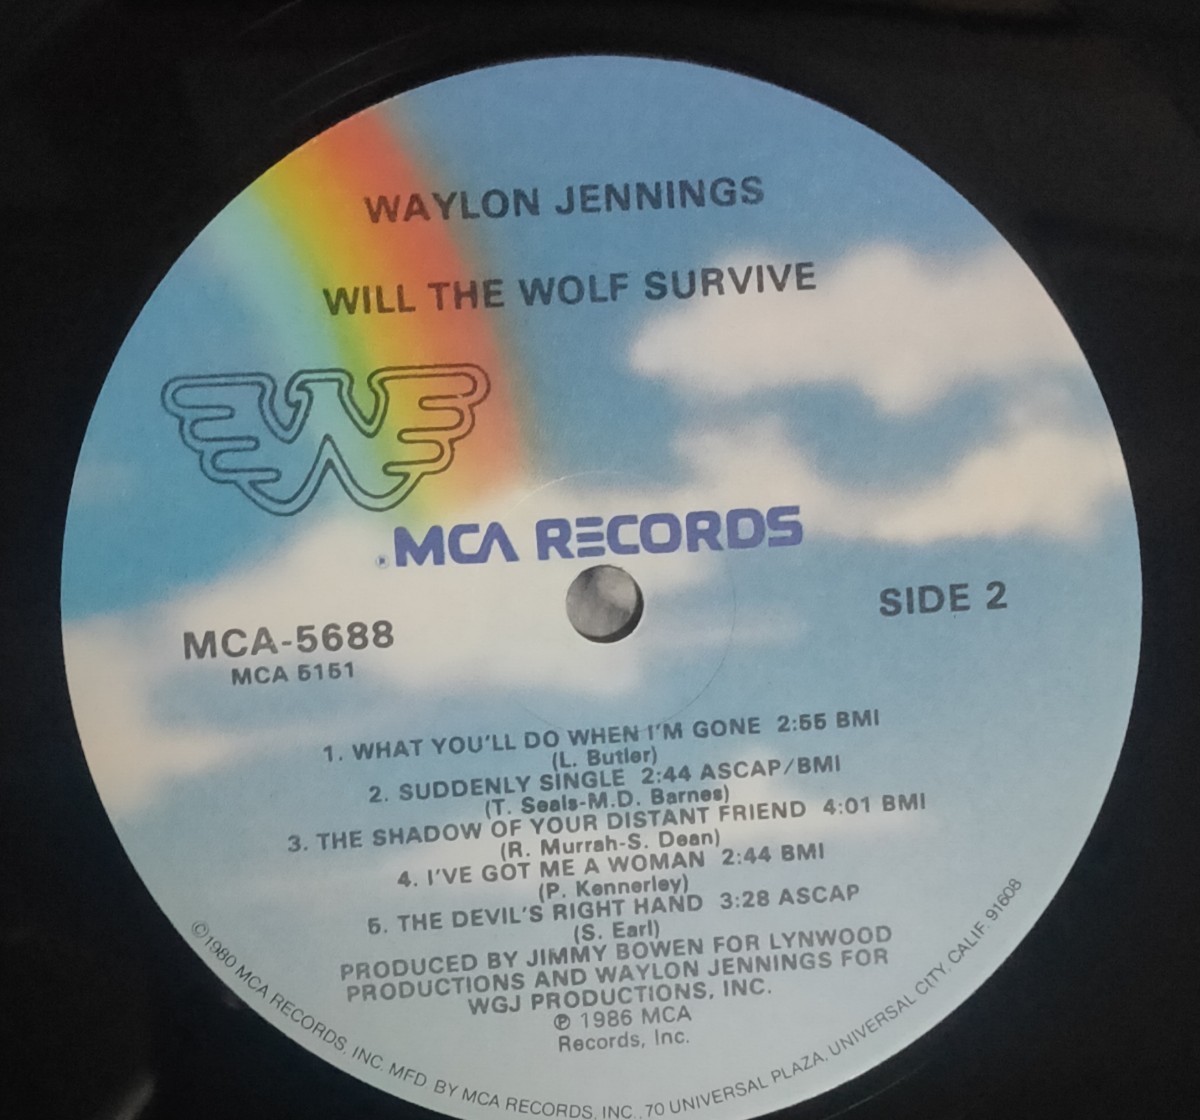 WAYLON JENNINGS
WILL THE WOLF SURVIVE
® MCA RECORDS
SIDE 2
MCA-5688
MCA 5151
1. WHAT YOU'LL DO WHEN I'M GONE 2:55 BMI
(L. Butler)
2. SUDDENLY SINGLE 2:44 ASCAP/BMI
(T. Seals-M.D. Barnes)
3. THE SHADOW OF YOUR DISTANT FRIEND 4:01 BMI
(R. Murrah-S. Dean)
4. I'VE GOT ME A WOMAN 2:44 BMI
(P. Kennerley)
5. THE DEVIL'S RIGHT HAND 3:28 ASCAP
(S. Earl)
PRODUCED BY JIMMY BOWEN FOR LYNWOOD
PRODUCTIONS AND WAYLON JENNINGS FOR
WGJ PRODUCTIONS, INC.
℗ 1986 MCA
Records, Inc.
©1980 MCA RECORDS, INC. MFD BY MCA RECORDS, INC., 70 UNIVERSAL PLAZA, UNIVERSAL CITY, CALIF. 91608